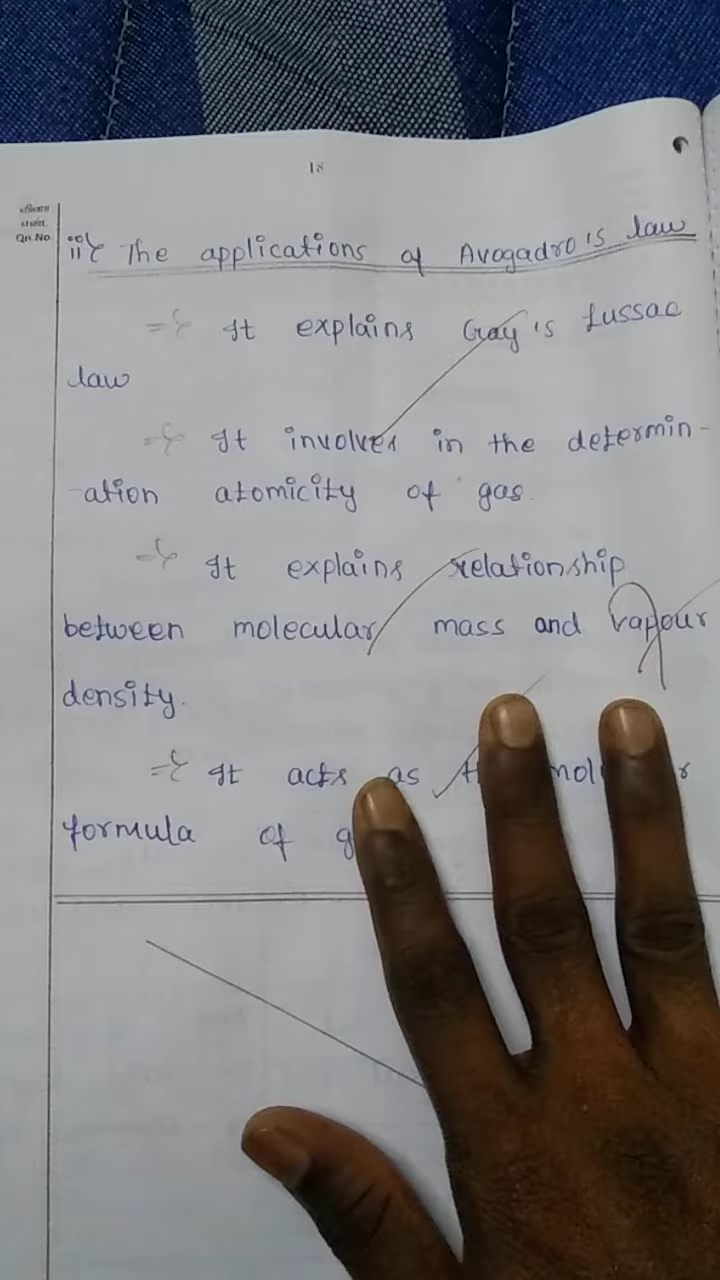 18
Qn.No.
ii) The applications of Avogadro's law
=> It explains Gay's Lussac
law
=> It involves in the determin-
-ation atomicity of gas.
=> It explains relationship
between molecular mass and vapour
density.
=> It acts as
formula of